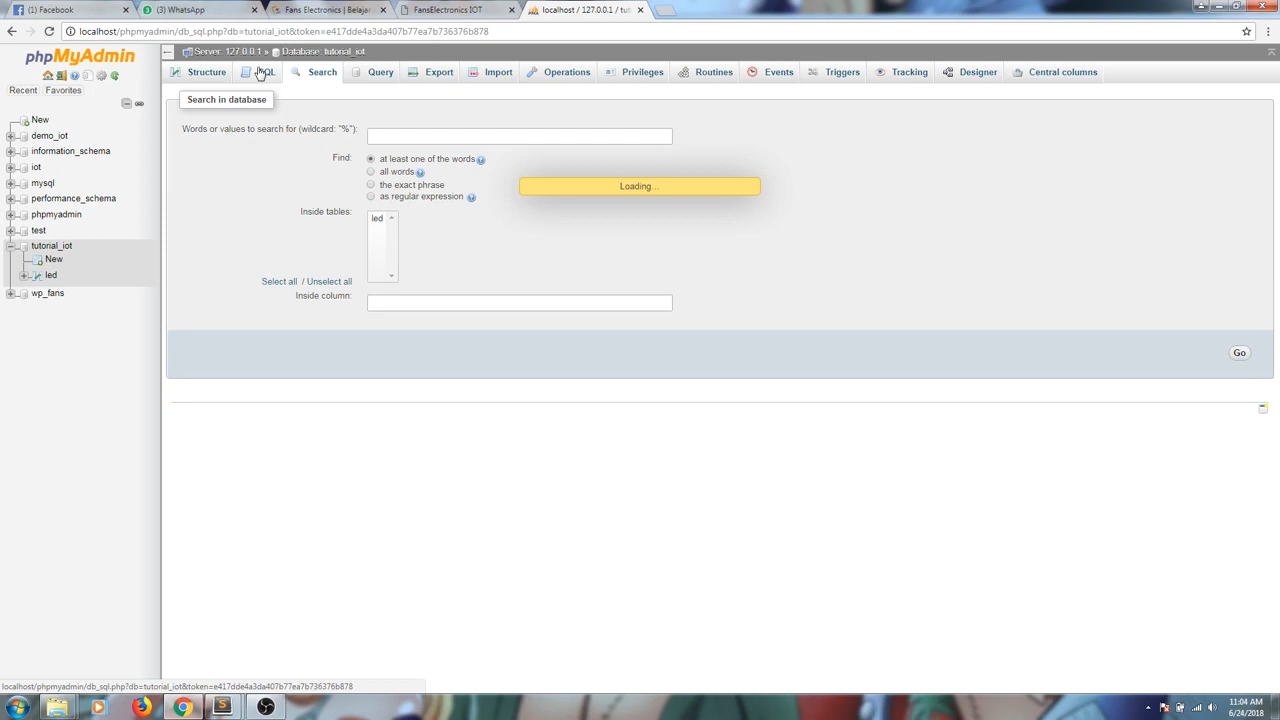 (1) Facebook
(3) WhatsApp
Fans Electronics | Belajar
FansElectronics IOT
localhost / 127.0.0.1 / tut
localhost/phpmyadmin/db_sql.php?db=tutorial_iot&token=e417dde4a3da407b77ea7b736376b878
phpMyAdmin
Recent Favorites
New
demo_iot
information_schema
iot
mysql
performance_schema
phpmyadmin
test
tutorial_iot
New
led
wp_fans
Server: 127.0.0.1 » Database: tutorial_iot
Structure
Search
Query
Export
Import
Operations
Privileges
Routines
Events
Triggers
Tracking
Designer
Central columns
Search in database
Words or values to search for (wildcard: "%"):
Find:
at least one of the words
all words
the exact phrase
as regular expression
Loading...
Inside tables:
led
Select all / Unselect all
Inside column:
Go
localhost/phpmyadmin/db_sql.php?db=tutorial_iot&token=e417dde4a3da407b77ea7b736376b878
11:04 AM
6/24/2018